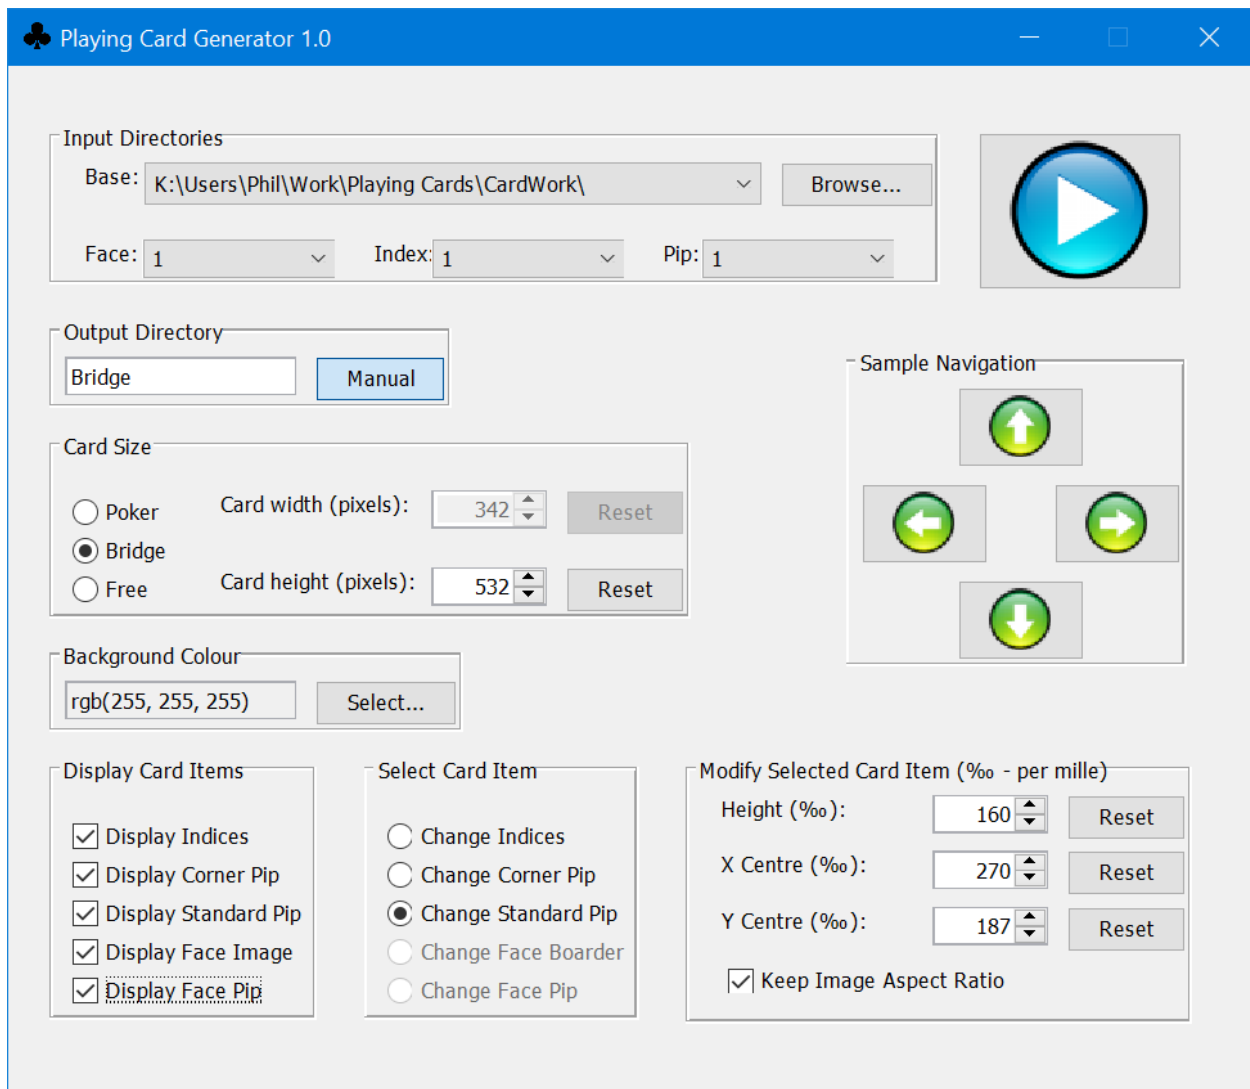 Playing Card Generator 1.0
Input Directories
Base: K:\Users\Phil\Work\Playing Cards\CardWork\ Browse...
Face: 1 Index: 1 Pip: 1
Output Directory
Bridge Manual
Sample Navigation
Card Size
Poker Card width (pixels): 342 Reset
Bridge
Free Card height (pixels): 532 Reset
Background Colour
rgb(255, 255, 255) Select...
Display Card Items
Display Indices
Display Corner Pip
Display Standard Pip
Display Face Image
Display Face Pip
Select Card Item
Change Indices
Change Corner Pip
Change Standard Pip
Change Face Boarder
Change Face Pip
Modify Selected Card Item (‰ - per mille)
Height (‰): 160 Reset
X Centre (‰): 270 Reset
Y Centre (‰): 187 Reset
Keep Image Aspect Ratio